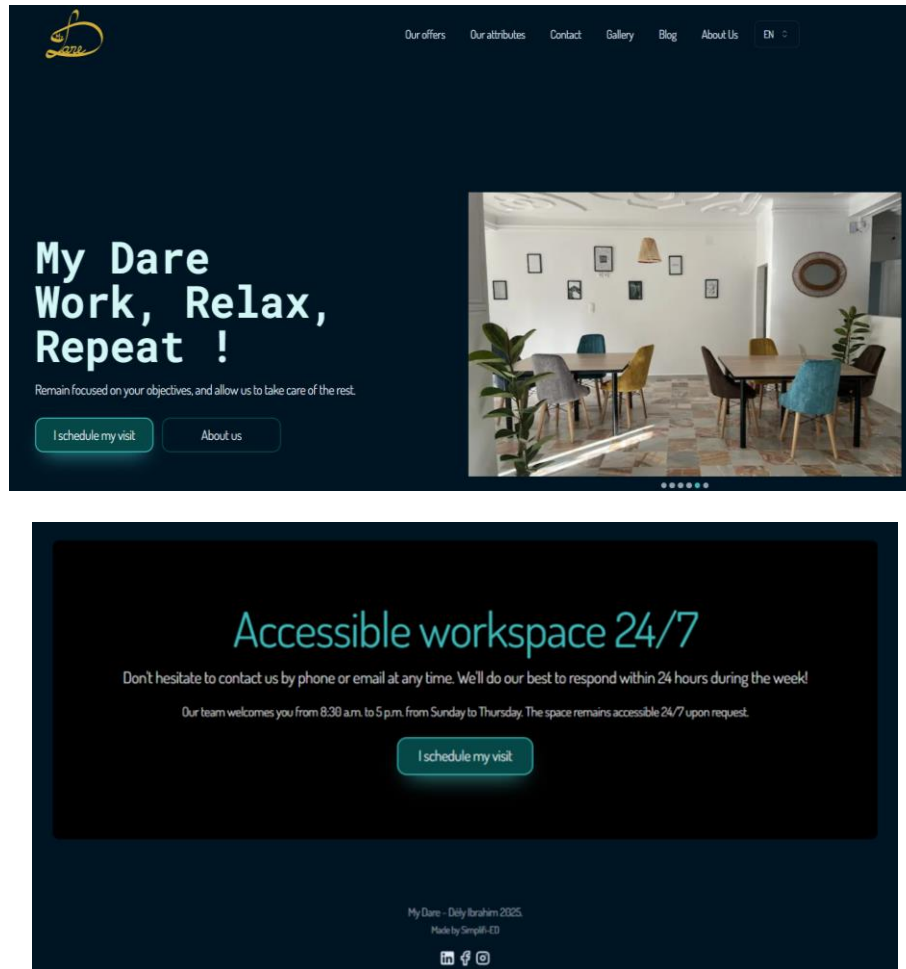 My Dare
Our offers Our attributes Contact Gallery Blog About Us EN
My Dare
Work, Relax,
Repeat !
Remain focused on your objectives, and allow us to take care of the rest.
I schedule my visit About us
Accessible workspace 24/7
Don't hesitate to contact us by phone or email at any time. We'll do our best to respond within 24 hours during the week!
Our team welcomes you from 8:30 a.m. to 5 p.m. from Sunday to Thursday. The space remains accessible 24/7 upon request.
I schedule my visit
My Dare - Dély Ibrahim 2025.
Made by Simplifi-ED